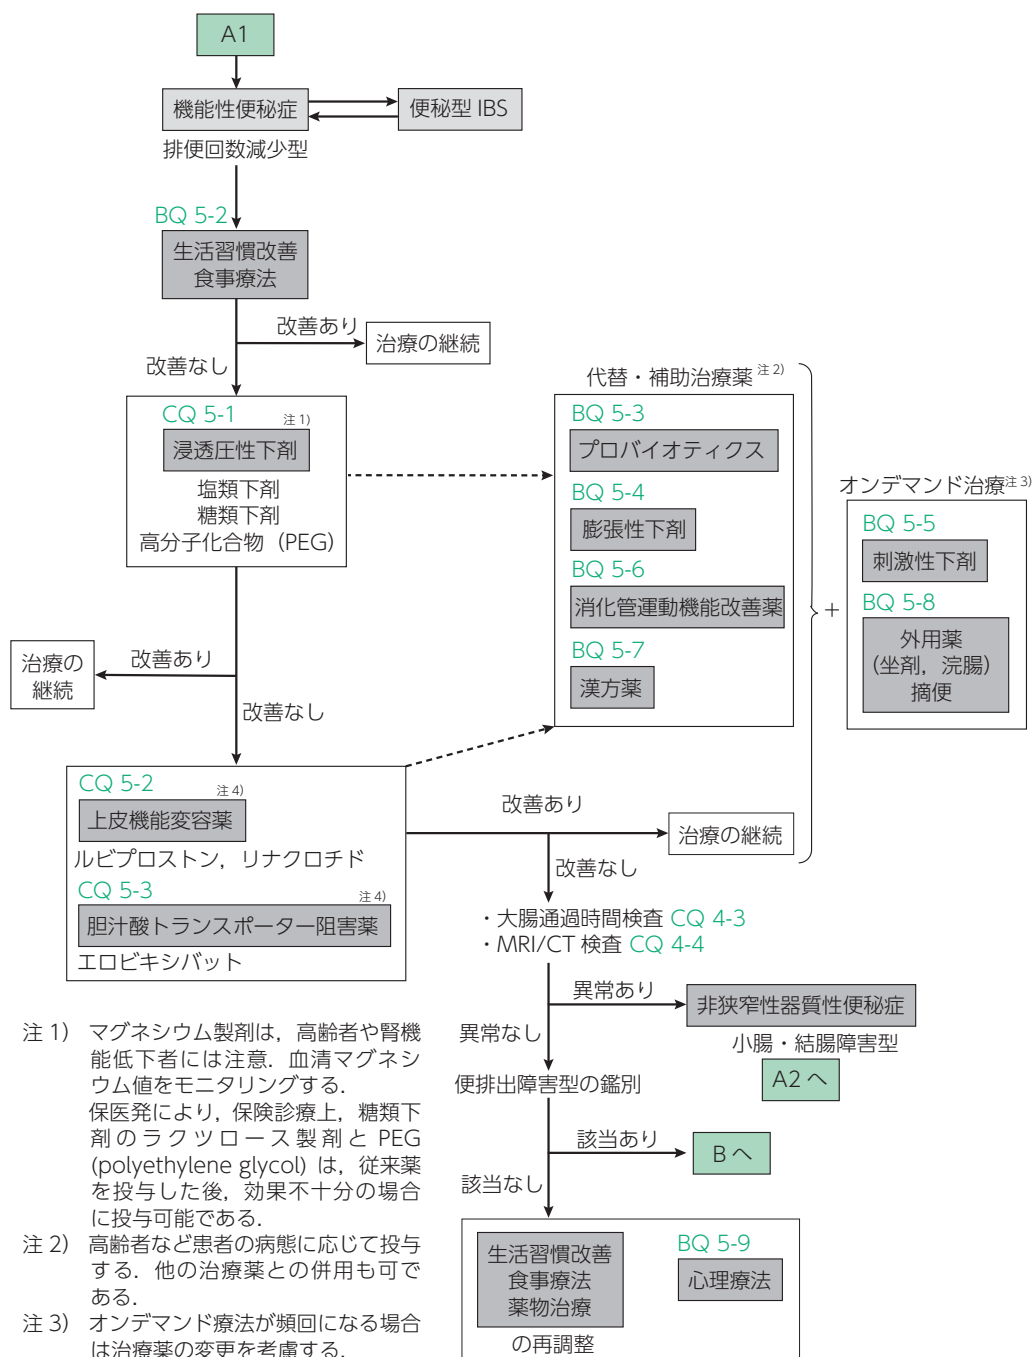 A1
機能性便秘症
便秘型 IBS
排便回数減少型
BQ 5-2
生活習慣改善
食事療法
改善あり
治療の継続
改善なし
CQ 5-1
注 1)
浸透圧性下剤
塩類下剤
糖類下剤
高分子化合物（PEG）
代替・補助治療薬 注 2)
BQ 5-3
プロバイオティクス
BQ 5-4
膨張性下剤
BQ 5-6
消化管運動機能改善薬
BQ 5-7
漢方薬
+
オンデマンド治療 注 3)
BQ 5-5
刺激性下剤
BQ 5-8
外用薬
（坐剤，浣腸）
摘便
改善あり
治療の
継続
改善なし
CQ 5-2
注 4)
上皮機能変容薬
ルビプロストン，リナクロチド
CQ 5-3
注 4)
胆汁酸トランスポーター阻害薬
エロビキシバット
改善あり
治療の継続
改善なし
・大腸通過時間検査 CQ 4-3
・MRI/CT 検査 CQ 4-4
異常あり
非狭窄性器質性便秘症
小腸・結腸障害型
A2 へ
異常なし
便排出障害型の鑑別
該当あり
B へ
該当なし
生活習慣改善
食事療法
薬物治療
の再調整
BQ 5-9
心理療法
注 1) マグネシウム製剤は，高齢者や腎機
能低下者には注意．血清マグネシ
ウム値をモニタリングする．
保医発により，保険診療上，糖類下
剤のラクツロース製剤と PEG
(polyethylene glycol) は，従来薬
を投与した後，効果不十分の場合
に投与可能である．
注 2) 高齢者など患者の病態に応じて投与
する．他の治療薬との併用も可で
ある．
注 3) オンデマンド療法が頻回になる場合
は治療薬の変更を考慮する．